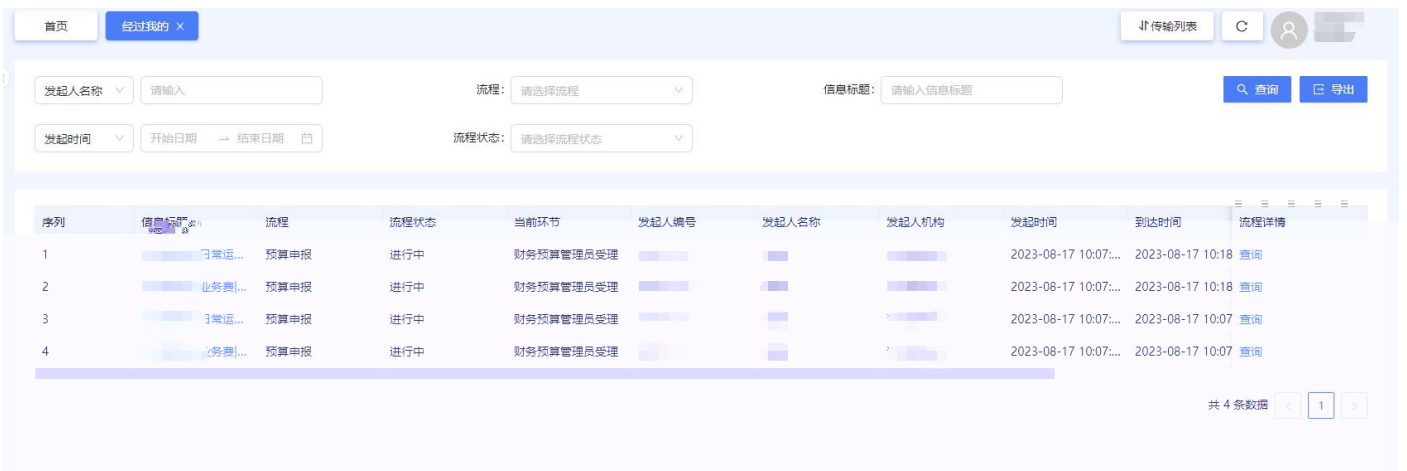 首页 经过我的 × 传输列表
发起人名称 请输入 流程： 请选择流程 信息标题： 请输入信息标题 查询 导出
发起时间 开始日期 → 结束日期 流程状态： 请选择流程状态
序列 信息标题 流程 流程状态 当前环节 发起人编号 发起人名称 发起人机构 发起时间 到达时间 流程详情
1 日常运... 预算申报 进行中 财务预算管理员受理 2023-08-17 10:07:... 2023-08-17 10:18 查询
2 业务费|... 预算申报 进行中 财务预算管理员受理 2023-08-17 10:07:... 2023-08-17 10:18 查询
3 日常运... 预算申报 进行中 财务预算管理员受理 2023-08-17 10:07:... 2023-08-17 10:07 查询
4 务费|... 预算申报 进行中 财务预算管理员受理 2023-08-17 10:07:... 2023-08-17 10:07 查询
共 4 条数据 < 1 >